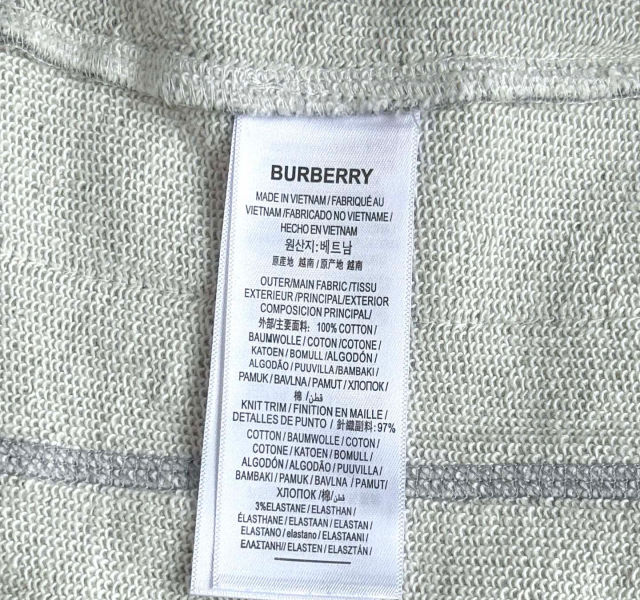 BURBERRY
MADE IN VIETNAM / FABRIQUÉ AU
VIETNAM /FABRICADO NO VIETNAME /
HECHO EN VIETNAM
원산지:베트남
原産地 越南 / 原产地 越南
OUTER/MAIN FABRIC /TISSU
EXTERIEUR /PRINCIPAL/EXTERIOR
COMPOSICION PRINCIPAL/
外部/主要面料: 100% COTTON /
BAUMWOLLE / COTON /COTONE /
KATOEN / BOMULL /ALGODÓN /
ALGODÃO / PUUVILLA /BAMBAKI /
PAMUK / BAVLNA / PAMUT / ХЛОПОК /
棉 /قطن/
KNIT TRIM / FINITION EN MAILLE /
DETALLES DE PUNTO / 針織副料: 97%
COTTON / BAUMWOLLE / COTON /
COTONE / KATOEN / BOMULL /
ALGODÓN / ALGODÃO / PUUVILLA /
BAMBAKI / PAMUK / BAVLNA / PAMUT/
ХЛОПОК /棉/ قطن/
3%ELASTANE / ELASTHAN /
ÉLASTHANE / ELASTAAN / ELASTAN /
ELASTANO / elastano / ELASTAANI /
ΕΛΑΣΤΑΝΗ// ELASTEN / ELASZTÁN /